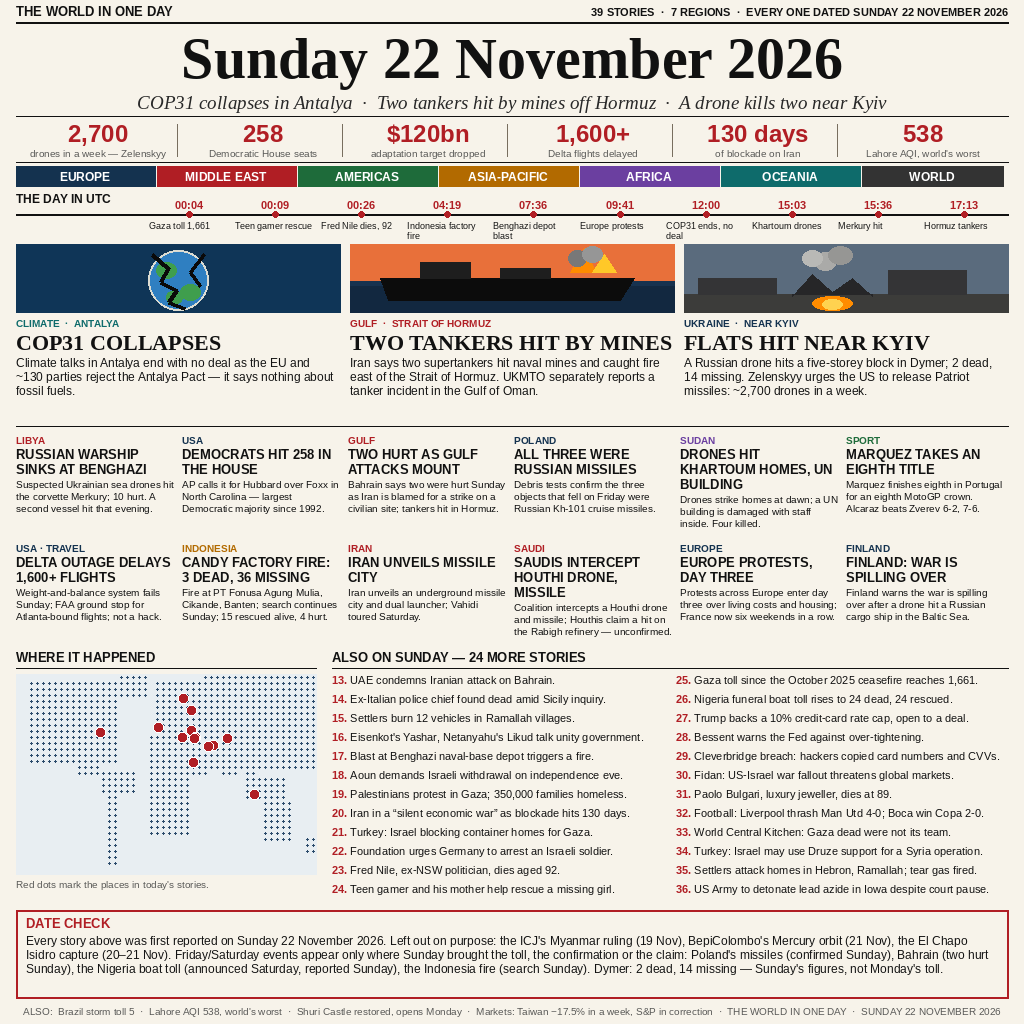 THE WORLD IN ONE DAY
39 STORIES · 7 REGIONS · EVERY ONE DATED SUNDAY 22 NOVEMBER 2026
Sunday 22 November 2026
COP31 collapses in Antalya · Two tankers hit by mines off Hormuz · A drone kills two near Kyiv
2,700
drones in a week — Zelenskyy
258
Democratic House seats
$120bn
adaptation target dropped
1,600+
Delta flights delayed
130 days
of blockade on Iran
538
Lahore AQI, world's worst
EUROPE
MIDDLE EAST
AMERICAS
ASIA-PACIFIC
AFRICA
OCEANIA
WORLD
THE DAY IN UTC
00:04
Gaza toll 1,661
00:09
Teen gamer rescue
00:26
Fred Nile dies, 92
04:19
Indonesia factory
fire
07:36
Benghazi depot
blast
09:41
Europe protests
12:00
COP31 ends, no
deal
15:03
Khartoum drones
15:36
Merkury hit
17:13
Hormuz tankers
CLIMATE · ANTALYA
COP31 COLLAPSES
Climate talks in Antalya end with no deal as the EU and
~130 parties reject the Antalya Pact — it says nothing about
fossil fuels.
GULF · STRAIT OF HORMUZ
TWO TANKERS HIT BY MINES
Iran says two supertankers hit naval mines and caught fire
east of the Strait of Hormuz. UKMTO separately reports a
tanker incident in the Gulf of Oman.
UKRAINE · NEAR KYIV
FLATS HIT NEAR KYIV
A Russian drone hits a five-storey block in Dymer; 2 dead,
14 missing. Zelenskyy urges the US to release Patriot
missiles: ~2,700 drones in a week.
LIBYA
RUSSIAN WARSHIP
SINKS AT BENGHAZI
Suspected Ukrainian sea drones hit
the corvette Merkury; 10 hurt. A
second vessel hit that evening.
USA
DEMOCRATS HIT 258 IN
THE HOUSE
AP calls it for Hubbard over Foxx in
North Carolina — largest
Democratic majority since 1992.
GULF
TWO HURT AS GULF
ATTACKS MOUNT
Bahrain says two were hurt Sunday
as Iran is blamed for a strike on a
civilian site; tankers hit in Hormuz.
POLAND
ALL THREE WERE
RUSSIAN MISSILES
Debris tests confirm the three
objects that fell on Friday were
Russian Kh-101 cruise missiles.
SUDAN
DRONES HIT
KHARTOUM HOMES, UN
BUILDING
Drones strike homes at dawn; a UN
building is damaged with staff
inside. Four killed.
SPORT
MARQUEZ TAKES AN
EIGHTH TITLE
Marquez finishes eighth in Portugal
for an eighth MotoGP crown.
Alcaraz beats Zverev 6-2, 7-6.
USA · TRAVEL
DELTA OUTAGE DELAYS
1,600+ FLIGHTS
Weight-and-balance system fails
Sunday; FAA ground stop for
Atlanta-bound flights; not a hack.
INDONESIA
CANDY FACTORY FIRE:
3 DEAD, 36 MISSING
Fire at PT Fonusa Agung Mulia,
Cikande, Banten; search continues
Sunday; 15 rescued alive, 4 hurt.
IRAN
IRAN UNVEILS MISSILE
CITY
Iran unveils an underground missile
city and dual launcher; Vahidi
toured Saturday.
SAUDI
SAUDIS INTERCEPT
HOUTHI DRONE,
MISSILE
Coalition intercepts a Houthi drone
and missile; Houthis claim a hit on
the Rabigh refinery — unconfirmed.
EUROPE
EUROPE PROTESTS,
DAY THREE
Protests across Europe enter day
three over living costs and housing;
France now six weekends in a row.
FINLAND
FINLAND: WAR IS
SPILLING OVER
Finland warns the war is spilling
over after a drone hit a Russian
cargo ship in the Baltic Sea.
WHERE IT HAPPENED
Red dots mark the places in today's stories.
ALSO ON SUNDAY — 24 MORE STORIES
13. UAE condemns Iranian attack on Bahrain.
14. Ex-Italian police chief found dead amid Sicily inquiry.
15. Settlers burn 12 vehicles in Ramallah villages.
16. Eisenkot's Yashar, Netanyahu's Likud talk unity government.
17. Blast at Benghazi naval-base depot triggers a fire.
18. Aoun demands Israeli withdrawal on independence eve.
19. Palestinians protest in Gaza; 350,000 families homeless.
20. Iran in a “silent economic war” as blockade hits 130 days.
21. Turkey: Israel blocking container homes for Gaza.
22. Foundation urges Germany to arrest an Israeli soldier.
23. Fred Nile, ex-NSW politician, dies aged 92.
24. Teen gamer and his mother help rescue a missing girl.
25. Gaza toll since the October 2025 ceasefire reaches 1,661.
26. Nigeria funeral boat toll rises to 24 dead, 24 rescued.
27. Trump backs a 10% credit-card rate cap, open to a deal.
28. Bessent warns the Fed against over-tightening.
29. Cleverbridge breach: hackers copied card numbers and CVVs.
30. Fidan: US-Israel war fallout threatens global markets.
31. Paolo Bulgari, luxury jeweller, dies at 89.
32. Football: Liverpool thrash Man Utd 4-0; Boca win Copa 2-0.
33. World Central Kitchen: Gaza dead were not its team.
34. Turkey: Israel may use Druze support for a Syria operation.
35. Settlers attack homes in Hebron, Ramallah; tear gas fired.
36. US Army to detonate lead azide in Iowa despite court pause.
DATE CHECK
Every story above was first reported on Sunday 22 November 2026. Left out on purpose: the ICJ's Myanmar ruling (19 Nov), BepiColombo's Mercury orbit (21 Nov), the El Chapo
Isidro capture (20–21 Nov). Friday/Saturday events appear only where Sunday brought the toll, the confirmation or the claim: Poland's missiles (confirmed Sunday), Bahrain (two hurt
Sunday), the Nigeria boat toll (announced Saturday, reported Sunday), the Indonesia fire (search Sunday). Dymer: 2 dead, 14 missing — Sunday's figures, not Monday's toll.
ALSO: Brazil storm toll 5 · Lahore AQI 538, world's worst · Shuri Castle restored, opens Monday · Markets: Taiwan −17.5% in a week, S&P in correction · THE WORLD IN ONE DAY · SUNDAY 22 NOVEMBER 2026